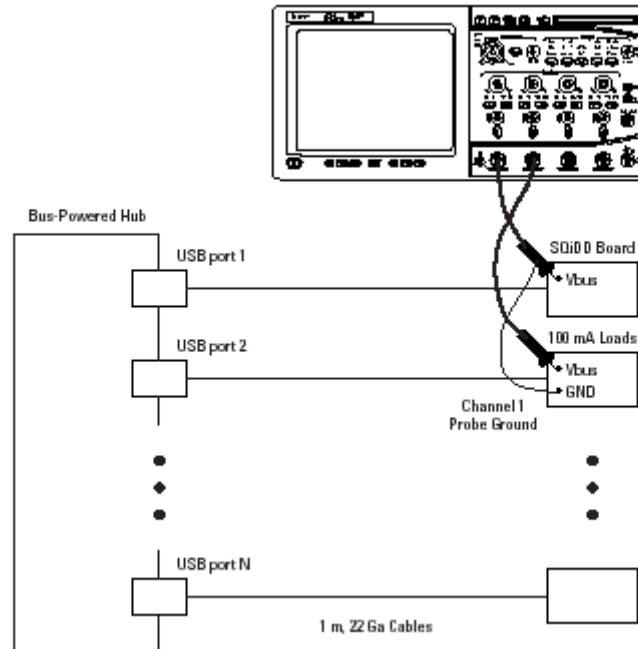 Bus-Powered Hub
USB port 1
SQiDD Board
Vbus
USB port 2
100 mA Loads
Vbus
GND
Channel 1
Probe Ground
USB port N
1 m, 22 Ga Cables